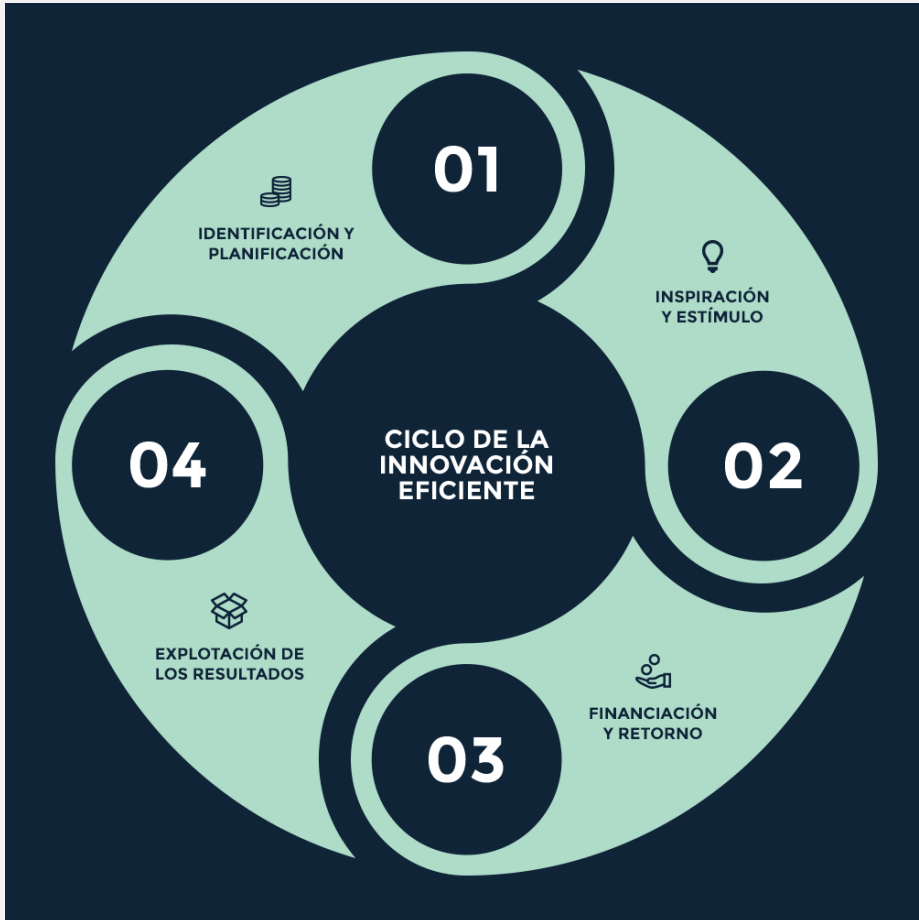 01
IDENTIFICACIÓN Y
PLANIFICACIÓN
INSPIRACIÓN
Y ESTÍMULO
02
CICLO DE LA
INNOVACIÓN
EFICIENTE
04
EXPLOTACIÓN DE
LOS RESULTADOS
FINANCIACIÓN
Y RETORNO
03